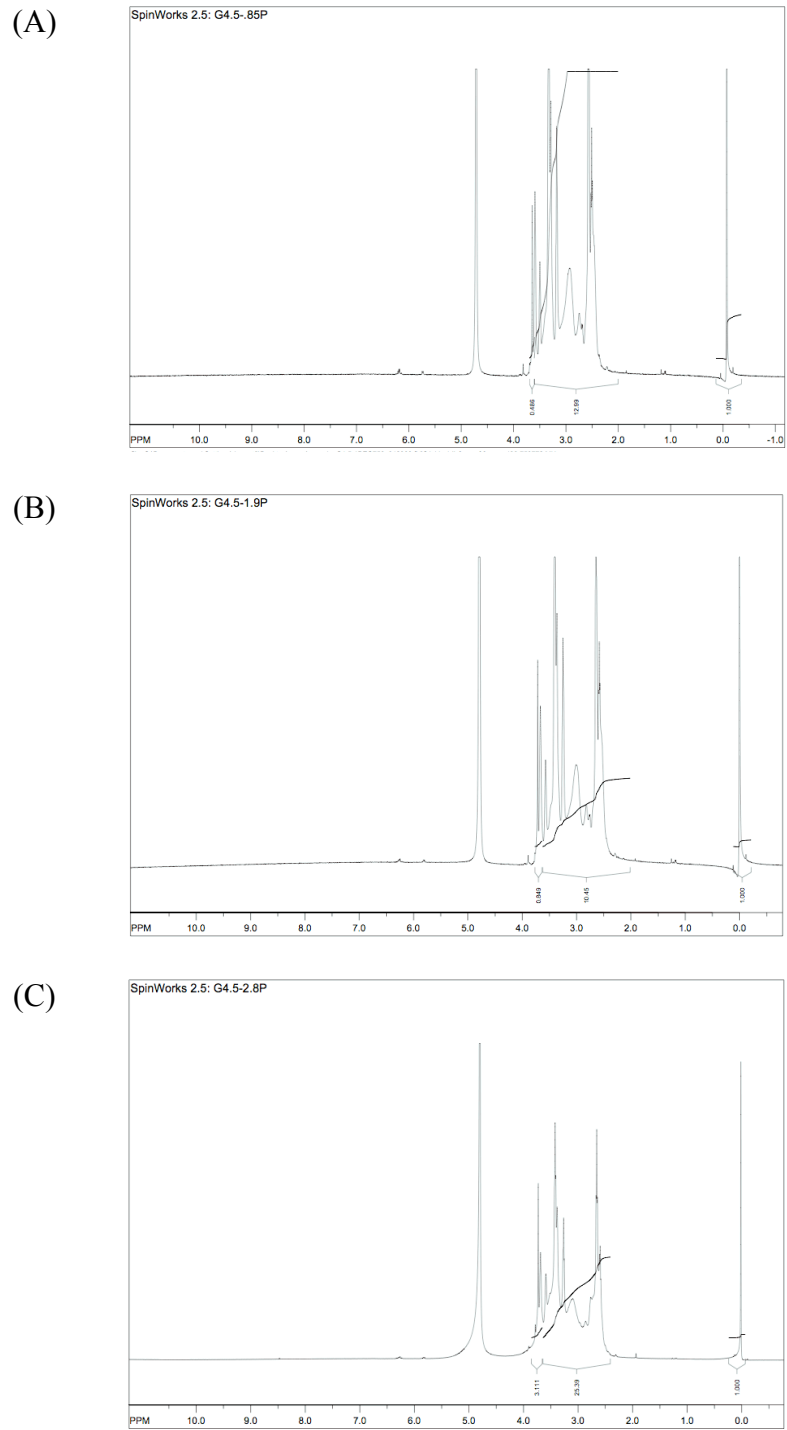 (A)
SpinWorks 2.5: G4.5-.85P
0.486 12.99 1.000
PPM 10.0 9.0 8.0 7.0 6.0 5.0 4.0 3.0 2.0 1.0 0.0 -1.0
(B)
SpinWorks 2.5: G4.5-1.9P
0.849 10.45 1.000
PPM 10.0 9.0 8.0 7.0 6.0 5.0 4.0 3.0 2.0 1.0 0.0
(C)
SpinWorks 2.5: G4.5-2.8P
3.111 25.39 1.000
PPM 10.0 9.0 8.0 7.0 6.0 5.0 4.0 3.0 2.0 1.0 0.0